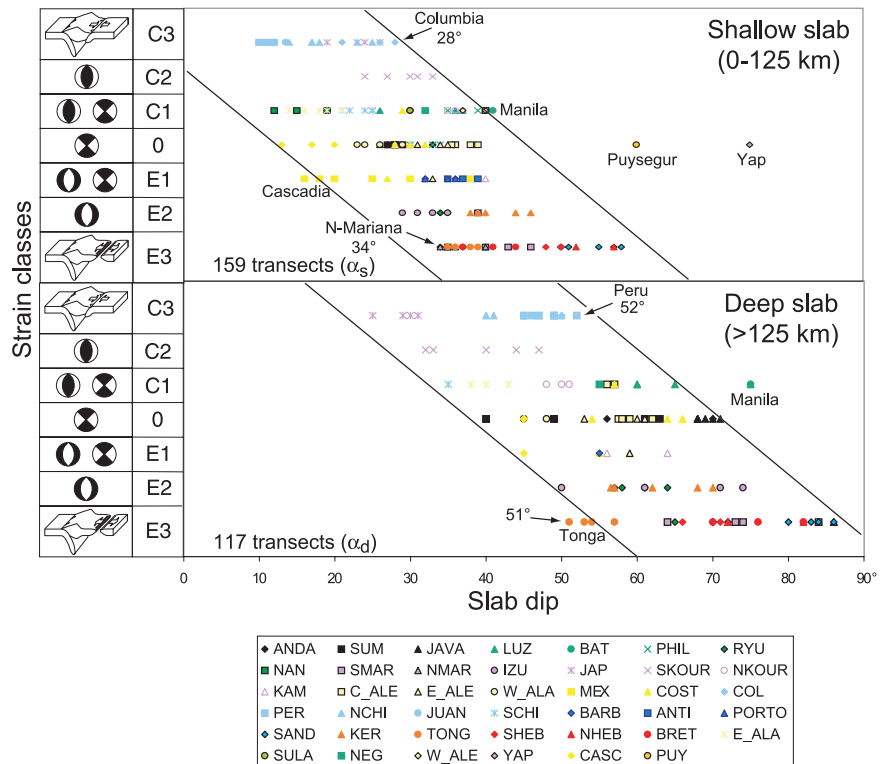 Strain classes
C3
C2
C1
0
E1
E2
E3
Shallow slab
(0-125 km)
Columbia
28°
Manila
Puysegur
Yap
Cascadia
N-Mariana
34°
159 transects (αs)
C3
C2
C1
0
E1
E2
E3
Deep slab
(>125 km)
Peru
52°
Manila
51°
Tonga
117 transects (αd)
0 10 20 30 40 50 60 70 80 90°
Slab dip
ANDA SUM JAVA LUZ BAT PHIL RYU
NAN SMAR NMAR IZU JAP SKOUR NKOUR
KAM C_ALE E_ALE W_ALA MEX COST COL
PER NCHI JUAN SCHI BARB ANTI PORTO
SAND KER TONG SHEB NHEB BRET E_ALA
SULA NEG W_ALE YAP CASC PUY